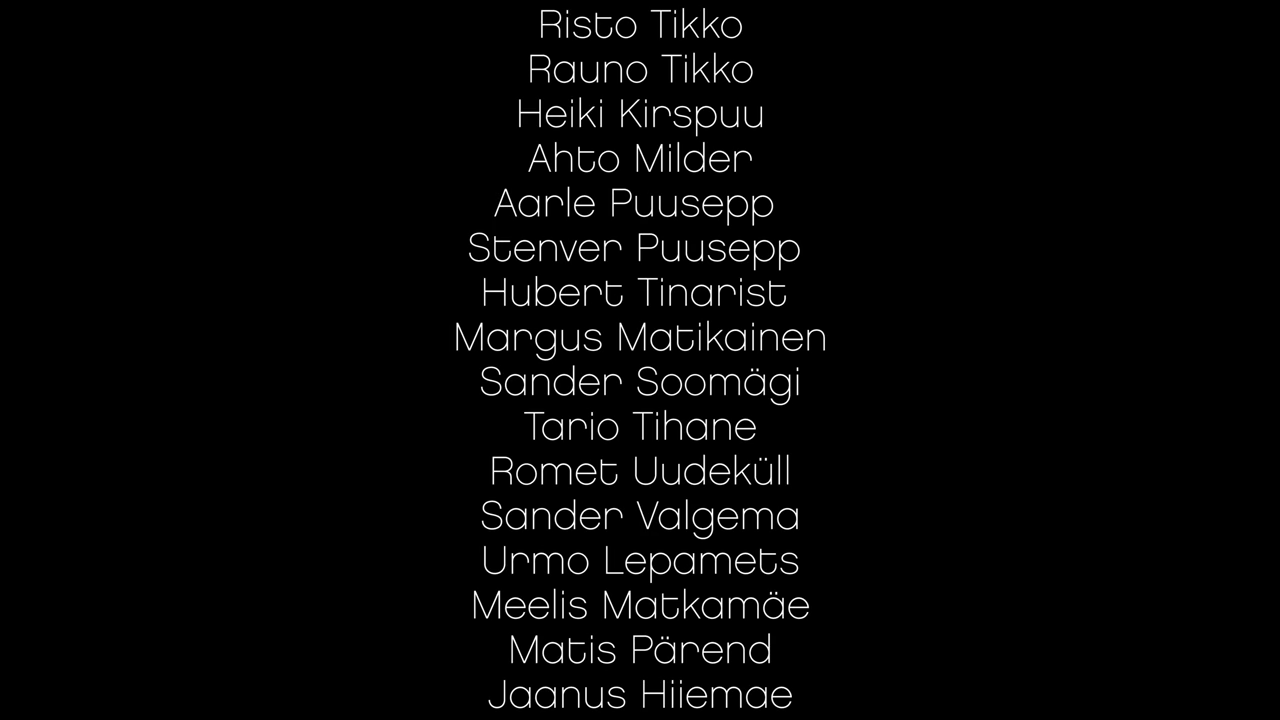 Risto Tikko
Rauno Tikko
Heiki Kirspuu
Ahto Milder
Aarle Puusepp
Stenver Puusepp
Hubert Tinarist
Margus Matikainen
Sander Soomägi
Tario Tihane
Romet Uudeküll
Sander Valgema
Urmo Lepamets
Meelis Matkamäe
Matis Pärend
Jaanus Hiiemae